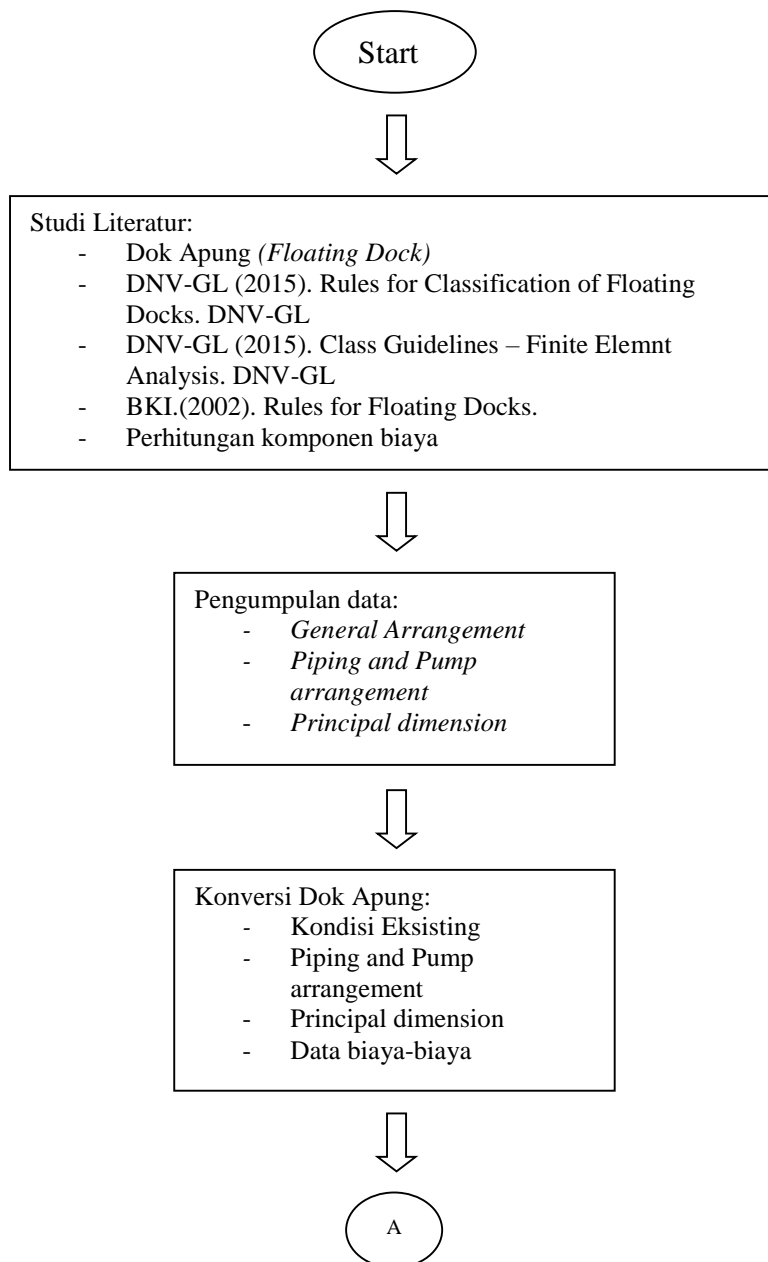 Start
Studi Literatur:
- Dok Apung (Floating Dock)
- DNV-GL (2015). Rules for Classification of Floating
Docks. DNV-GL
- DNV-GL (2015). Class Guidelines – Finite Elemnt
Analysis. DNV-GL
- BKI.(2002). Rules for Floating Docks.
- Perhitungan komponen biaya
Pengumpulan data:
- General Arrangement
- Piping and Pump
arrangement
- Principal dimension
Konversi Dok Apung:
- Kondisi Eksisting
- Piping and Pump
arrangement
- Principal dimension
- Data biaya-biaya
A